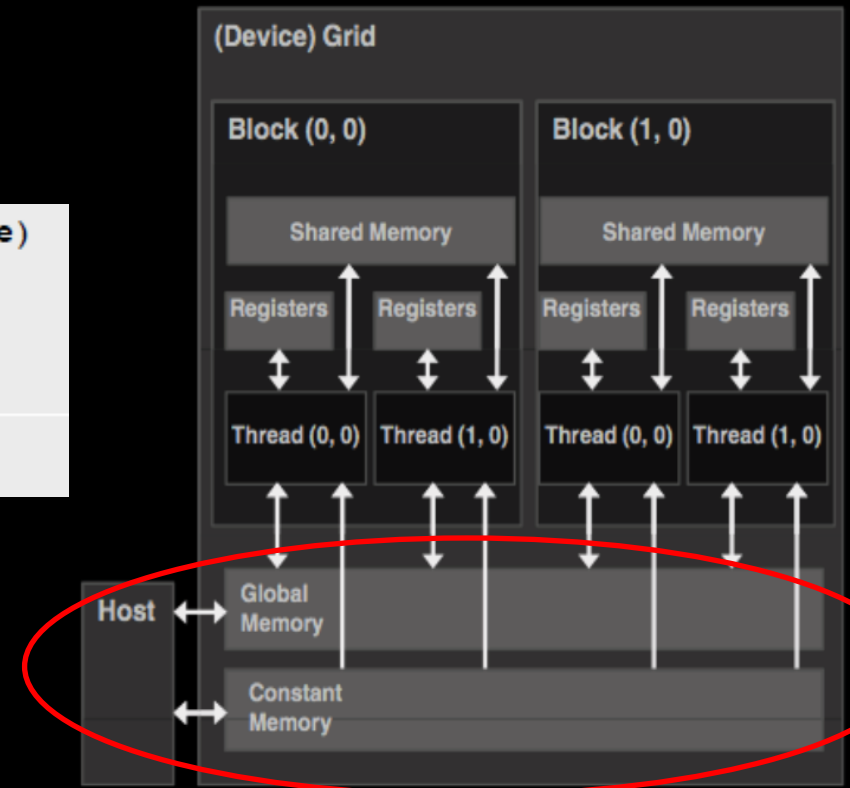 (Device) Grid
Block (0, 0)
Block (1, 0)
e)
Shared Memory
Shared Memory
Registers
Registers
Registers
Registers
Thread (0, 0)
Thread (1, 0)
Thread (0, 0)
Thread (1, 0)
Host
Global
Memory
Constant
Memory